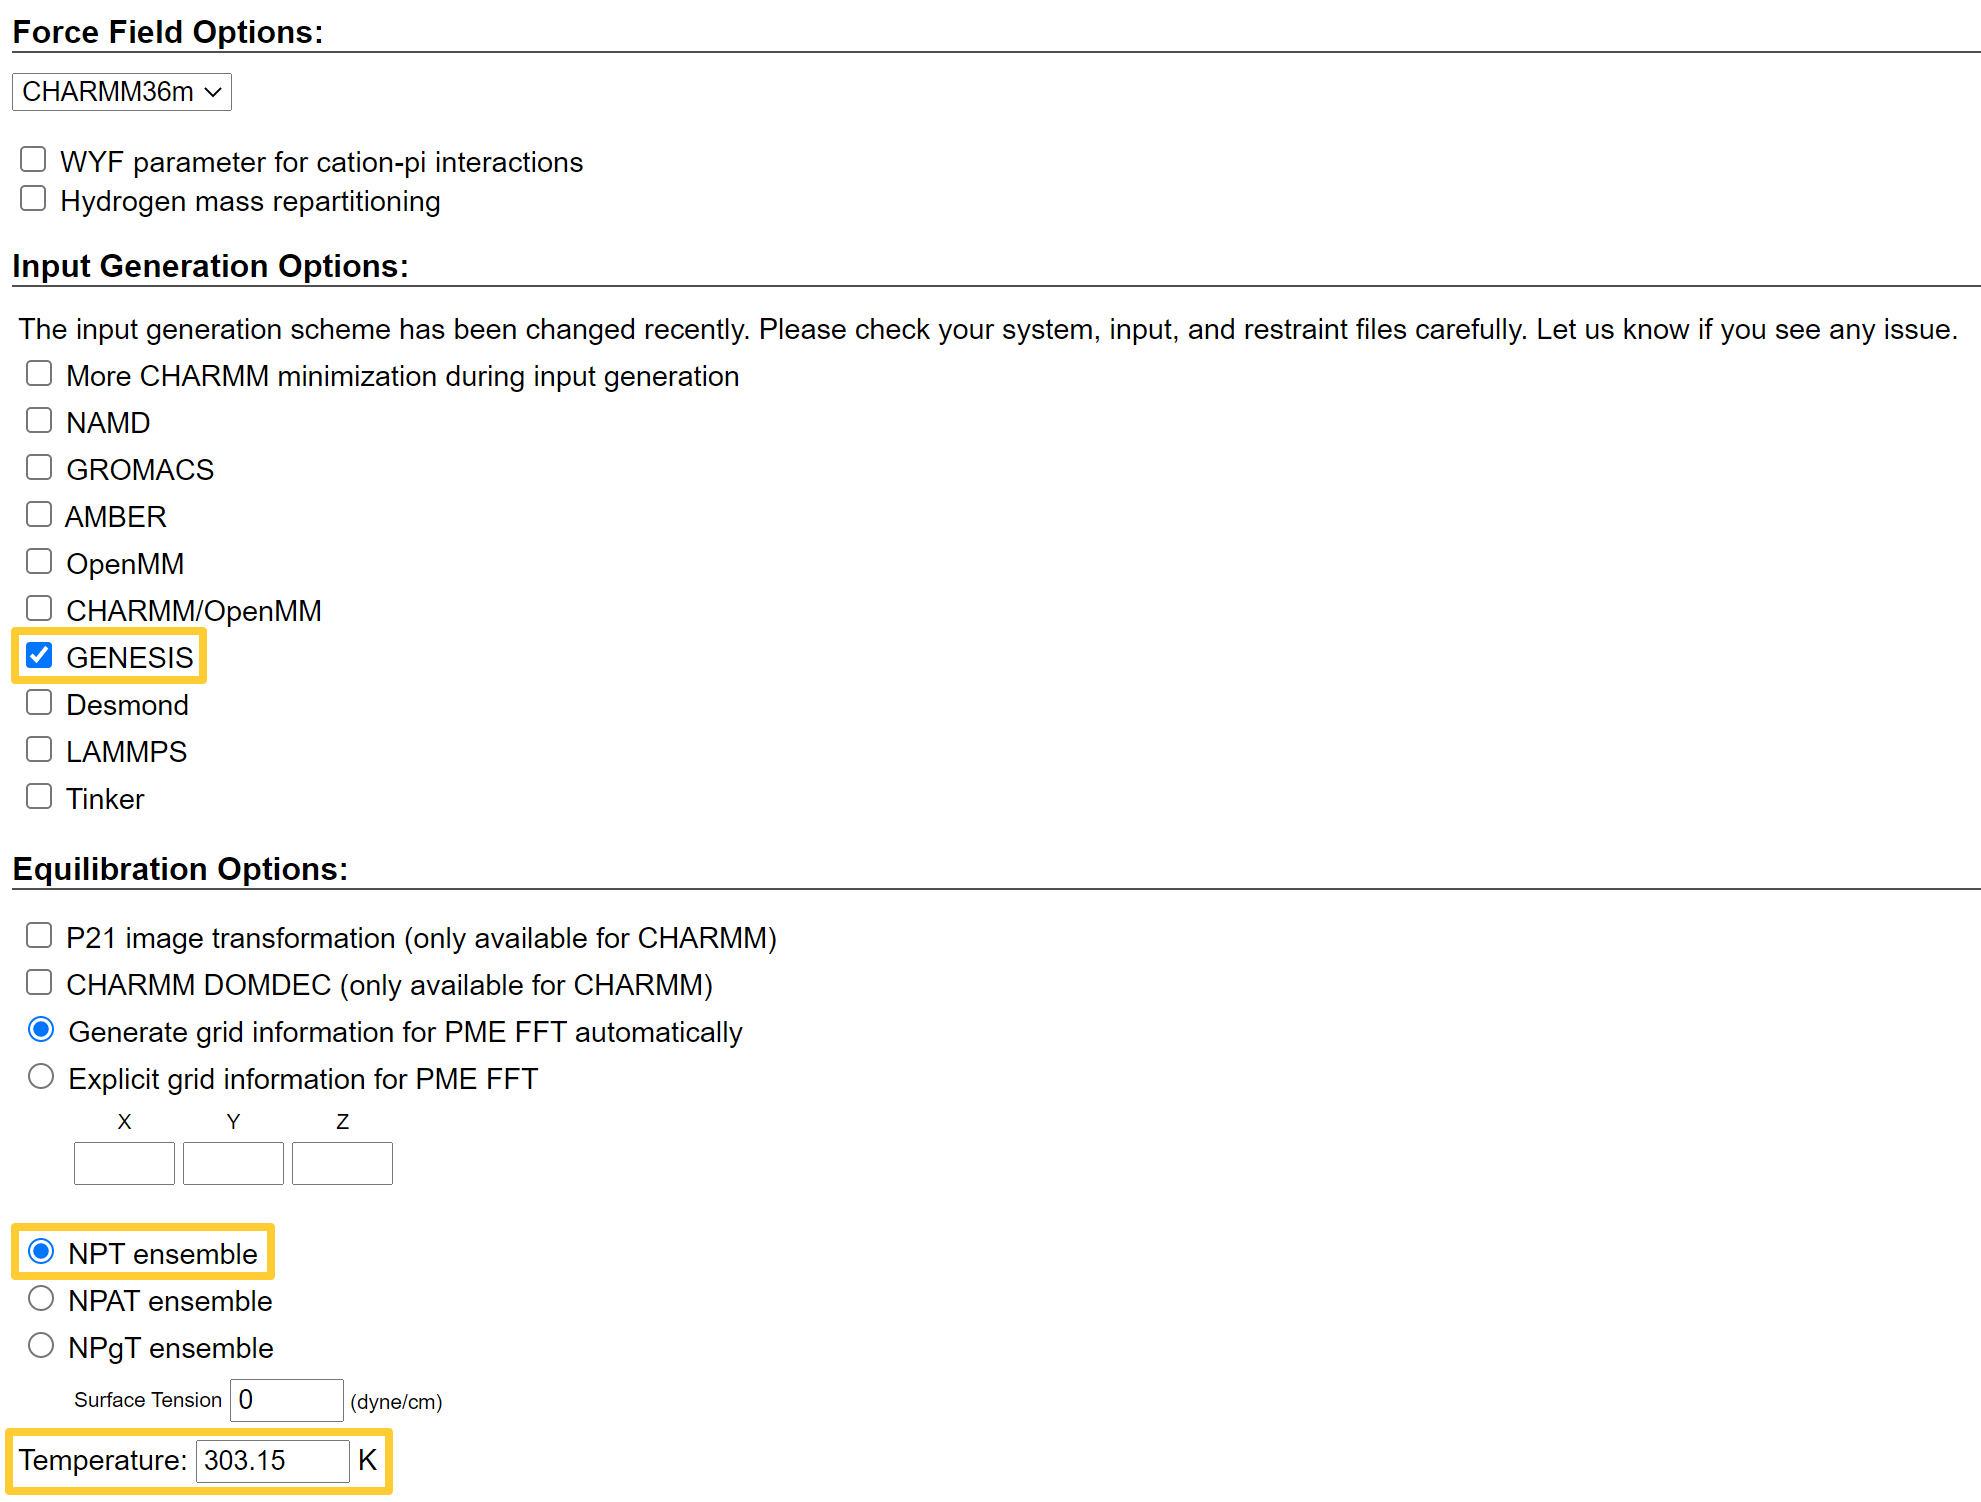 Force Field Options:
CHARMM36m
WYF parameter for cation-pi interactions
Hydrogen mass repartitioning
Input Generation Options:
The input generation scheme has been changed recently. Please check your system, input, and restraint files carefully. Let us know if you see any issue.
More CHARMM minimization during input generation
NAMD
GROMACS
AMBER
OpenMM
CHARMM/OpenMM
GENESIS
Desmond
LAMMPS
Tinker
Equilibration Options:
P21 image transformation (only available for CHARMM)
CHARMM DOMDEC (only available for CHARMM)
Generate grid information for PME FFT automatically
Explicit grid information for PME FFT
X Y Z
NPT ensemble
NPAT ensemble
NPgT ensemble
Surface Tension 0 (dyne/cm)
Temperature: 303.15 K